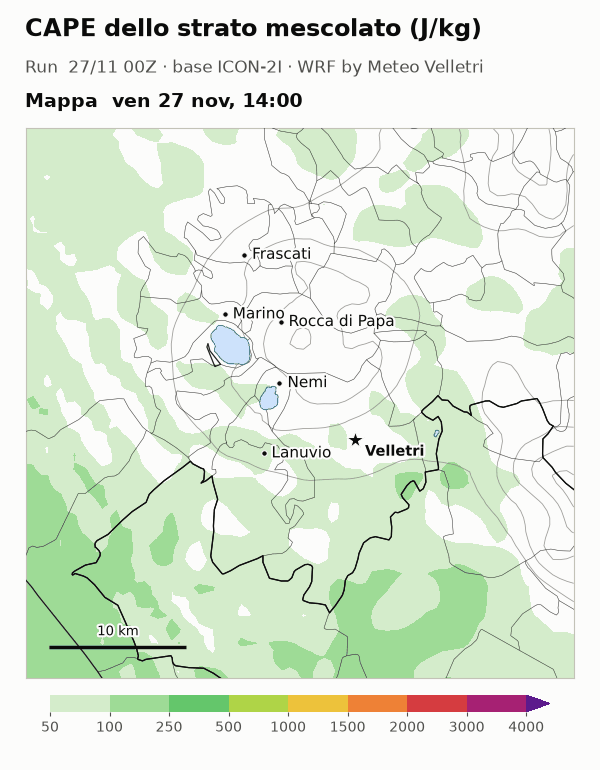 CAPE dello strato mescolato (J/kg)
Run  27/11 00Z · base ICON-2I · WRF by Meteo Velletri
Mappa  ven 27 nov, 14:00
Frascati
Marino
Rocca di Papa
Nemi
Velletri
Lanuvio
10 km
50 100 250 500 1000 1500 2000 3000 4000